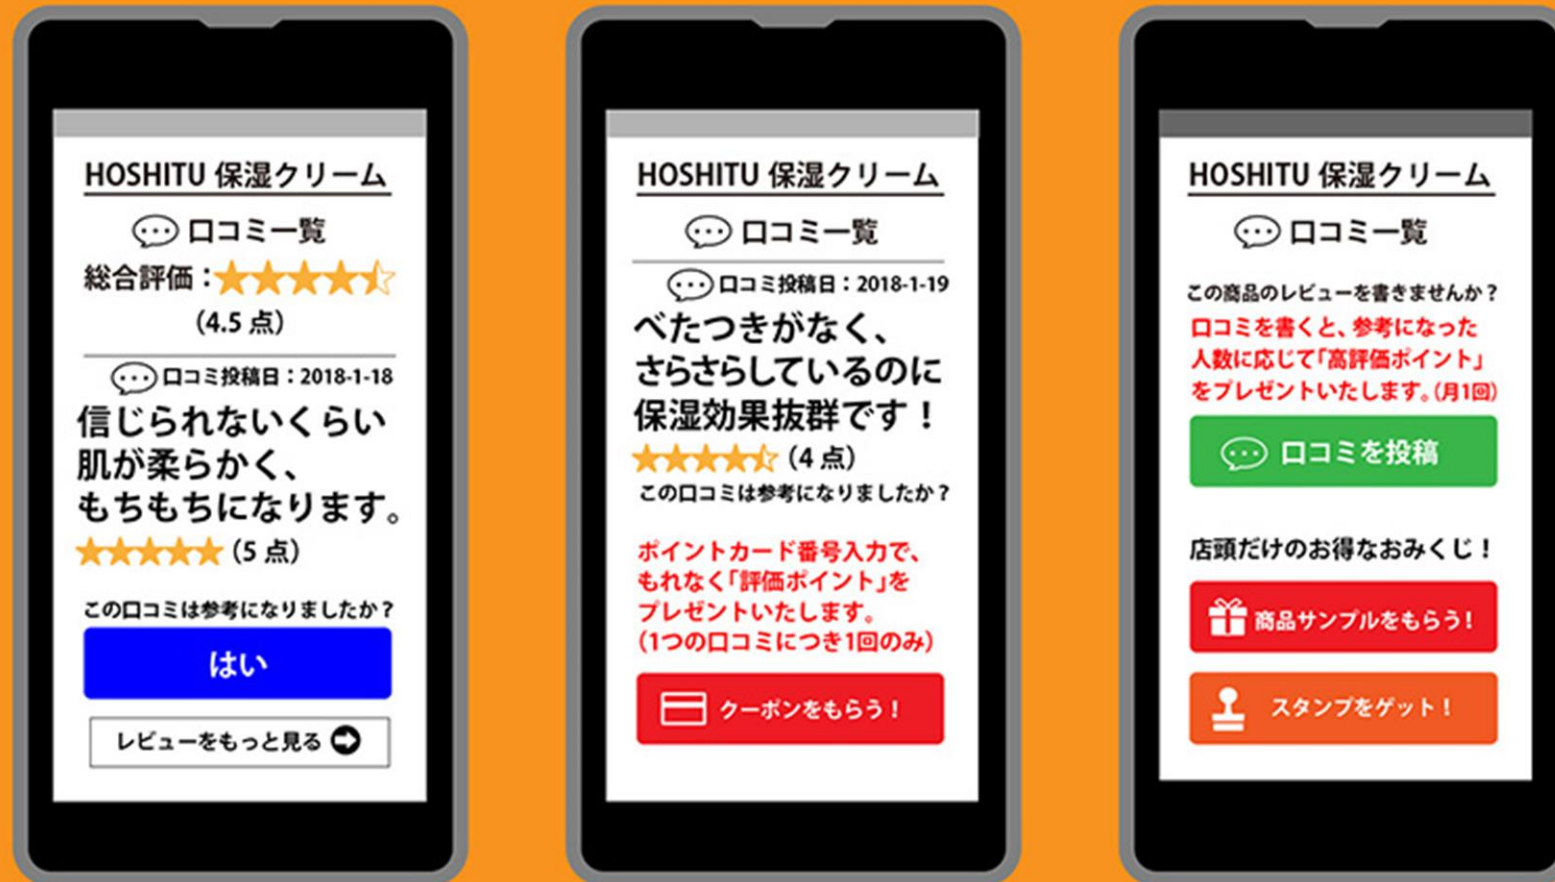 HOSHITU 保湿クリーム
口コミ一覧
総合評価：★★★★⯪
(4.5 点)
口コミ投稿日：2018-1-18
信じられないくらい
肌が柔らかく、
もちもちになります。
★★★★★ (5 点)
この口コミは参考になりましたか？
はい
レビューをもっと見る
HOSHITU 保湿クリーム
口コミ一覧
口コミ投稿日：2018-1-19
べたつきがなく、
さらさらしているのに
保湿効果抜群です！
★★★★⯪ (4 点)
この口コミは参考になりましたか？
ポイントカード番号入力で、
もれなく「評価ポイント」を
プレゼントいたします。
(1つの口コミにつき1回のみ)
クーポンをもらう！
HOSHITU 保湿クリーム
口コミ一覧
この商品のレビューを書きませんか？
口コミを書くと、参考になった
人数に応じて「高評価ポイント」
をプレゼントいたします。(月1回)
口コミを投稿
店頭だけのお得なおみくじ！
商品サンプルをもらう！
スタンプをゲット！